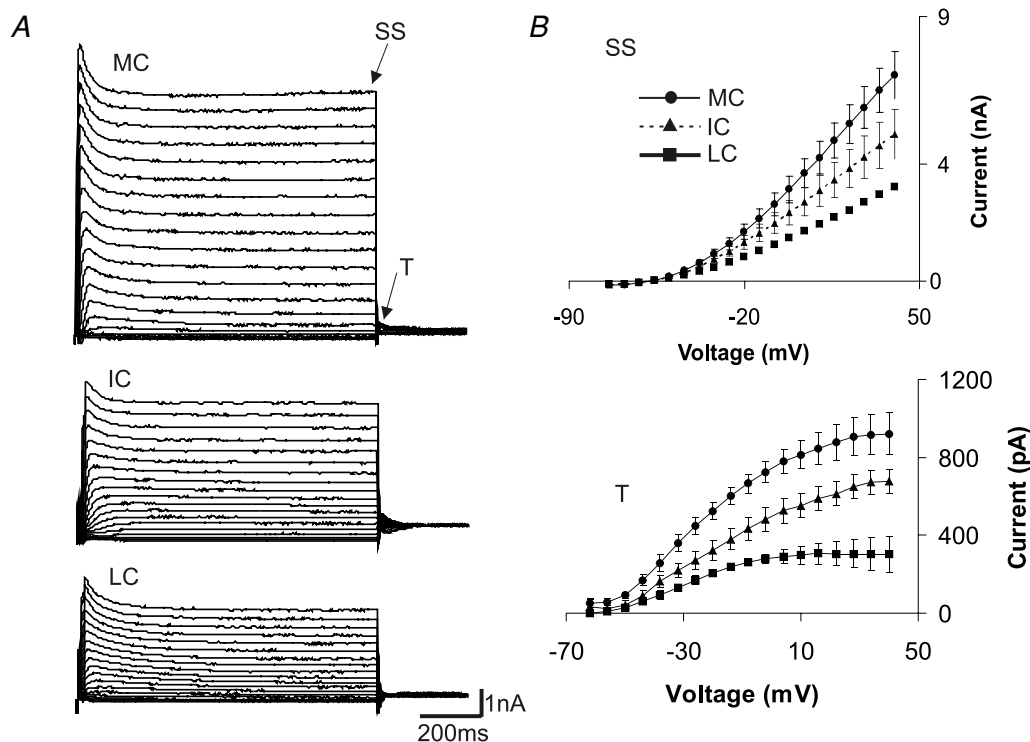 A
MC
SS
T
IC
LC
1nA
200ms
B
SS
MC
IC
LC
9
4
0
Current (nA)
-90
-20
50
Voltage (mV)
T
1200
800
400
0
Current (pA)
-70
-30
10
50
Voltage (mV)